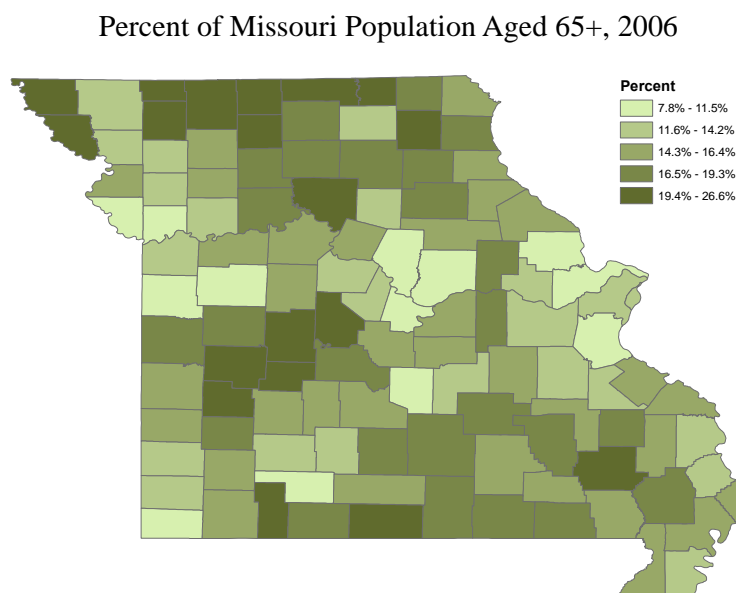 Percent of Missouri Population Aged 65+, 2006
Percent
7.8% - 11.5%
11.6% - 14.2%
14.3% - 16.4%
16.5% - 19.3%
19.4% - 26.6%